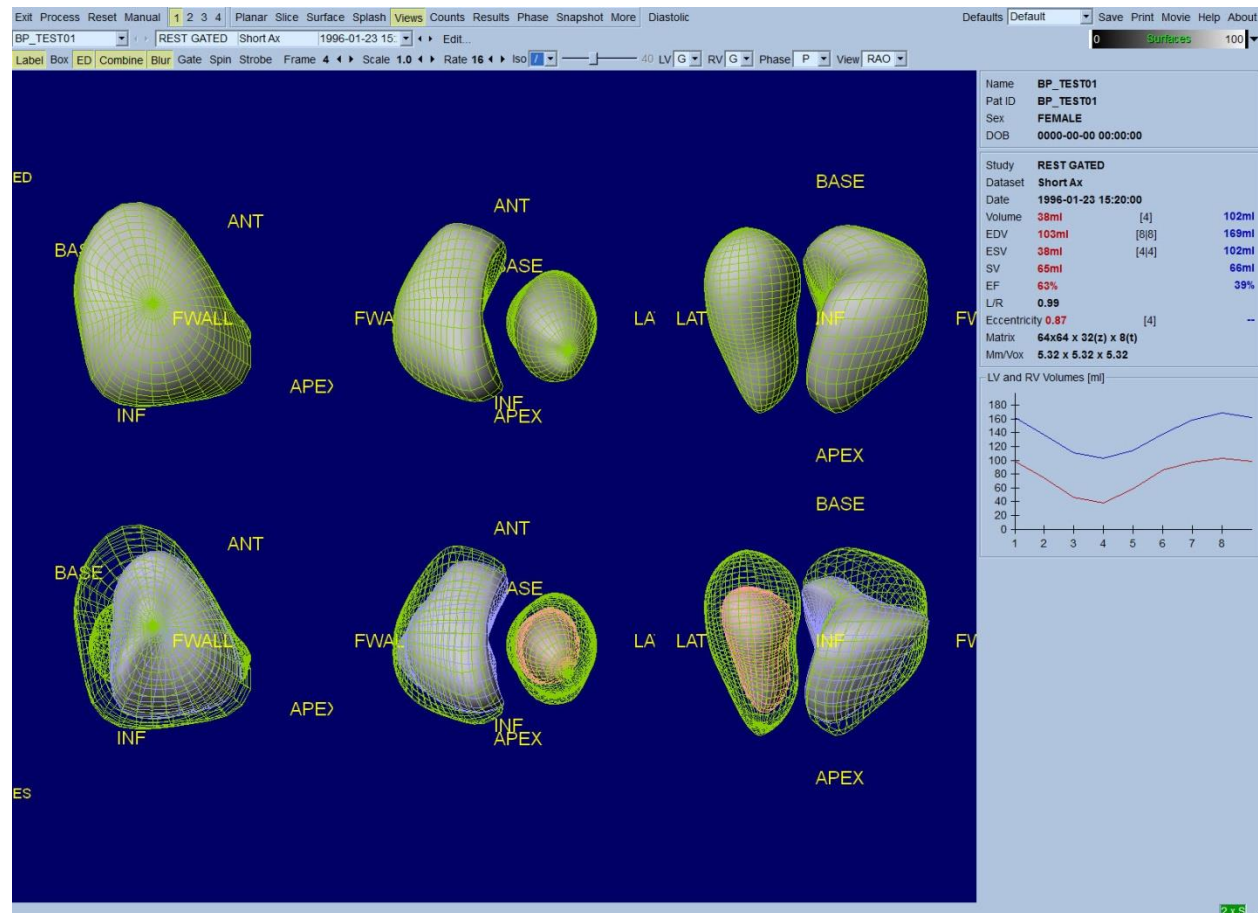 Exit Process Reset Manual 1 2 3 4 Planar Slice Surface Splash Views Counts Results Phase Snapshot More Diastolic Defaults Default Save Print Movie Help About
BP_TEST01 REST GATED Short Ax 1996-01-23 15: Edit... 0 Surfaces 100
Label Box ED Combine Blur Gate Spin Strobe Frame 4 Scale 1.0 Rate 16 Iso 40 LV G RV G Phase P View RAO
Name BP_TEST01
Pat ID BP_TEST01
Sex FEMALE
DOB 0000-00-00 00:00:00
Study REST GATED
Dataset Short Ax
Date 1996-01-23 15:20:00
Volume 38ml [4] 102ml
EDV 103ml [8|8] 169ml
ESV 38ml [4|4] 102ml
SV 65ml 66ml
EF 63% 39%
L/R 0.99
Eccentricity 0.87 [4] --
Matrix 64x64 x 32(z) x 8(t)
Mm/Vox 5.32 x 5.32 x 5.32
LV and RV Volumes [ml]
180
160
140
120
100
80
60
40
20
0
1 2 3 4 5 6 7 8
ED
BASE
ANT ANT
BAS BASE
FWALL FWA LA LAT INF FW
APEX
INF INF
APEX
APEX
BASE
ANT ANT
BASE ASE
FWALL FWAL LA LAT INF FW
APEX
INF INF
APEX
APEX
ES
2 x S